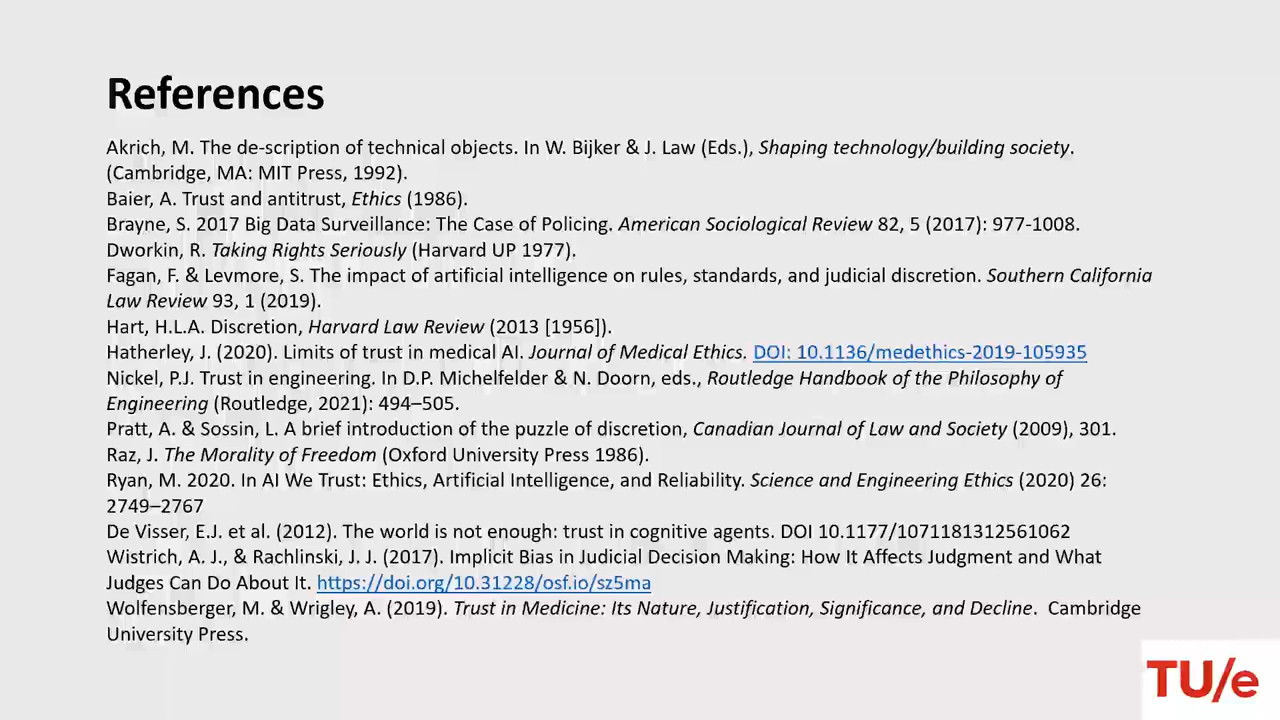 References
Akrich, M. The de-scription of technical objects. In W. Bijker & J. Law (Eds.), Shaping technology/building society.
(Cambridge, MA: MIT Press, 1992).
Baier, A. Trust and antitrust, Ethics (1986).
Brayne, S. 2017 Big Data Surveillance: The Case of Policing. American Sociological Review 82, 5 (2017): 977-1008.
Dworkin, R. Taking Rights Seriously (Harvard UP 1977).
Fagan, F. & Levmore, S. The impact of artificial intelligence on rules, standards, and judicial discretion. Southern California
Law Review 93, 1 (2019).
Hart, H.L.A. Discretion, Harvard Law Review (2013 [1956]).
Hatherley, J. (2020). Limits of trust in medical AI. Journal of Medical Ethics. DOI: 10.1136/medethics-2019-105935
Nickel, P.J. Trust in engineering. In D.P. Michelfelder & N. Doorn, eds., Routledge Handbook of the Philosophy of
Engineering (Routledge, 2021): 494–505.
Pratt, A. & Sossin, L. A brief introduction of the puzzle of discretion, Canadian Journal of Law and Society (2009), 301.
Raz, J. The Morality of Freedom (Oxford University Press 1986).
Ryan, M. 2020. In AI We Trust: Ethics, Artificial Intelligence, and Reliability. Science and Engineering Ethics (2020) 26:
2749–2767
De Visser, E.J. et al. (2012). The world is not enough: trust in cognitive agents. DOI 10.1177/1071181312561062
Wistrich, A. J., & Rachlinski, J. J. (2017). Implicit Bias in Judicial Decision Making: How It Affects Judgment and What
Judges Can Do About It. https://doi.org/10.31228/osf.io/sz5ma
Wolfensberger, M. & Wrigley, A. (2019). Trust in Medicine: Its Nature, Justification, Significance, and Decline. Cambridge
University Press.
TU/e